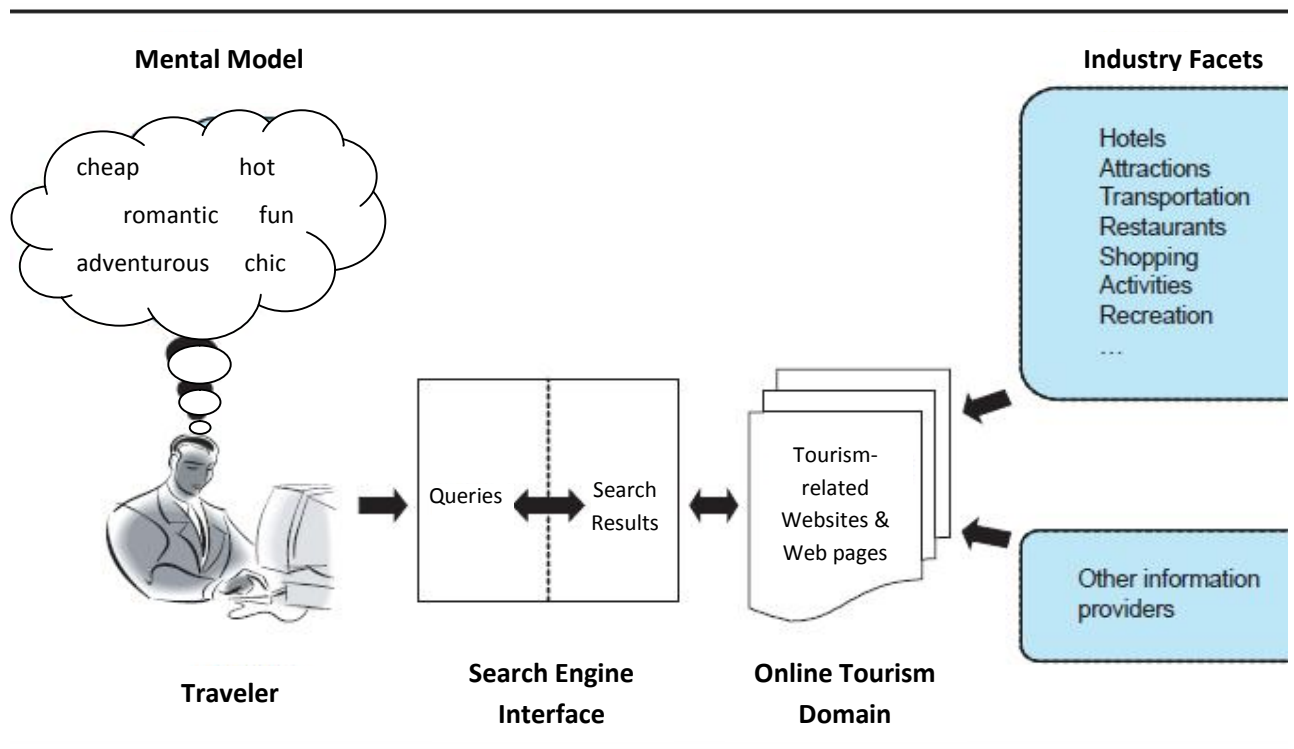 Mental Model
Industry Facets
cheap hot
romantic fun
adventurous chic
Hotels
Attractions
Transportation
Restaurants
Shopping
Activities
Recreation
...
Queries
Search
Results
Tourism-
related
Websites &
Web pages
Other information
providers
Traveler
Search Engine
Interface
Online Tourism
Domain